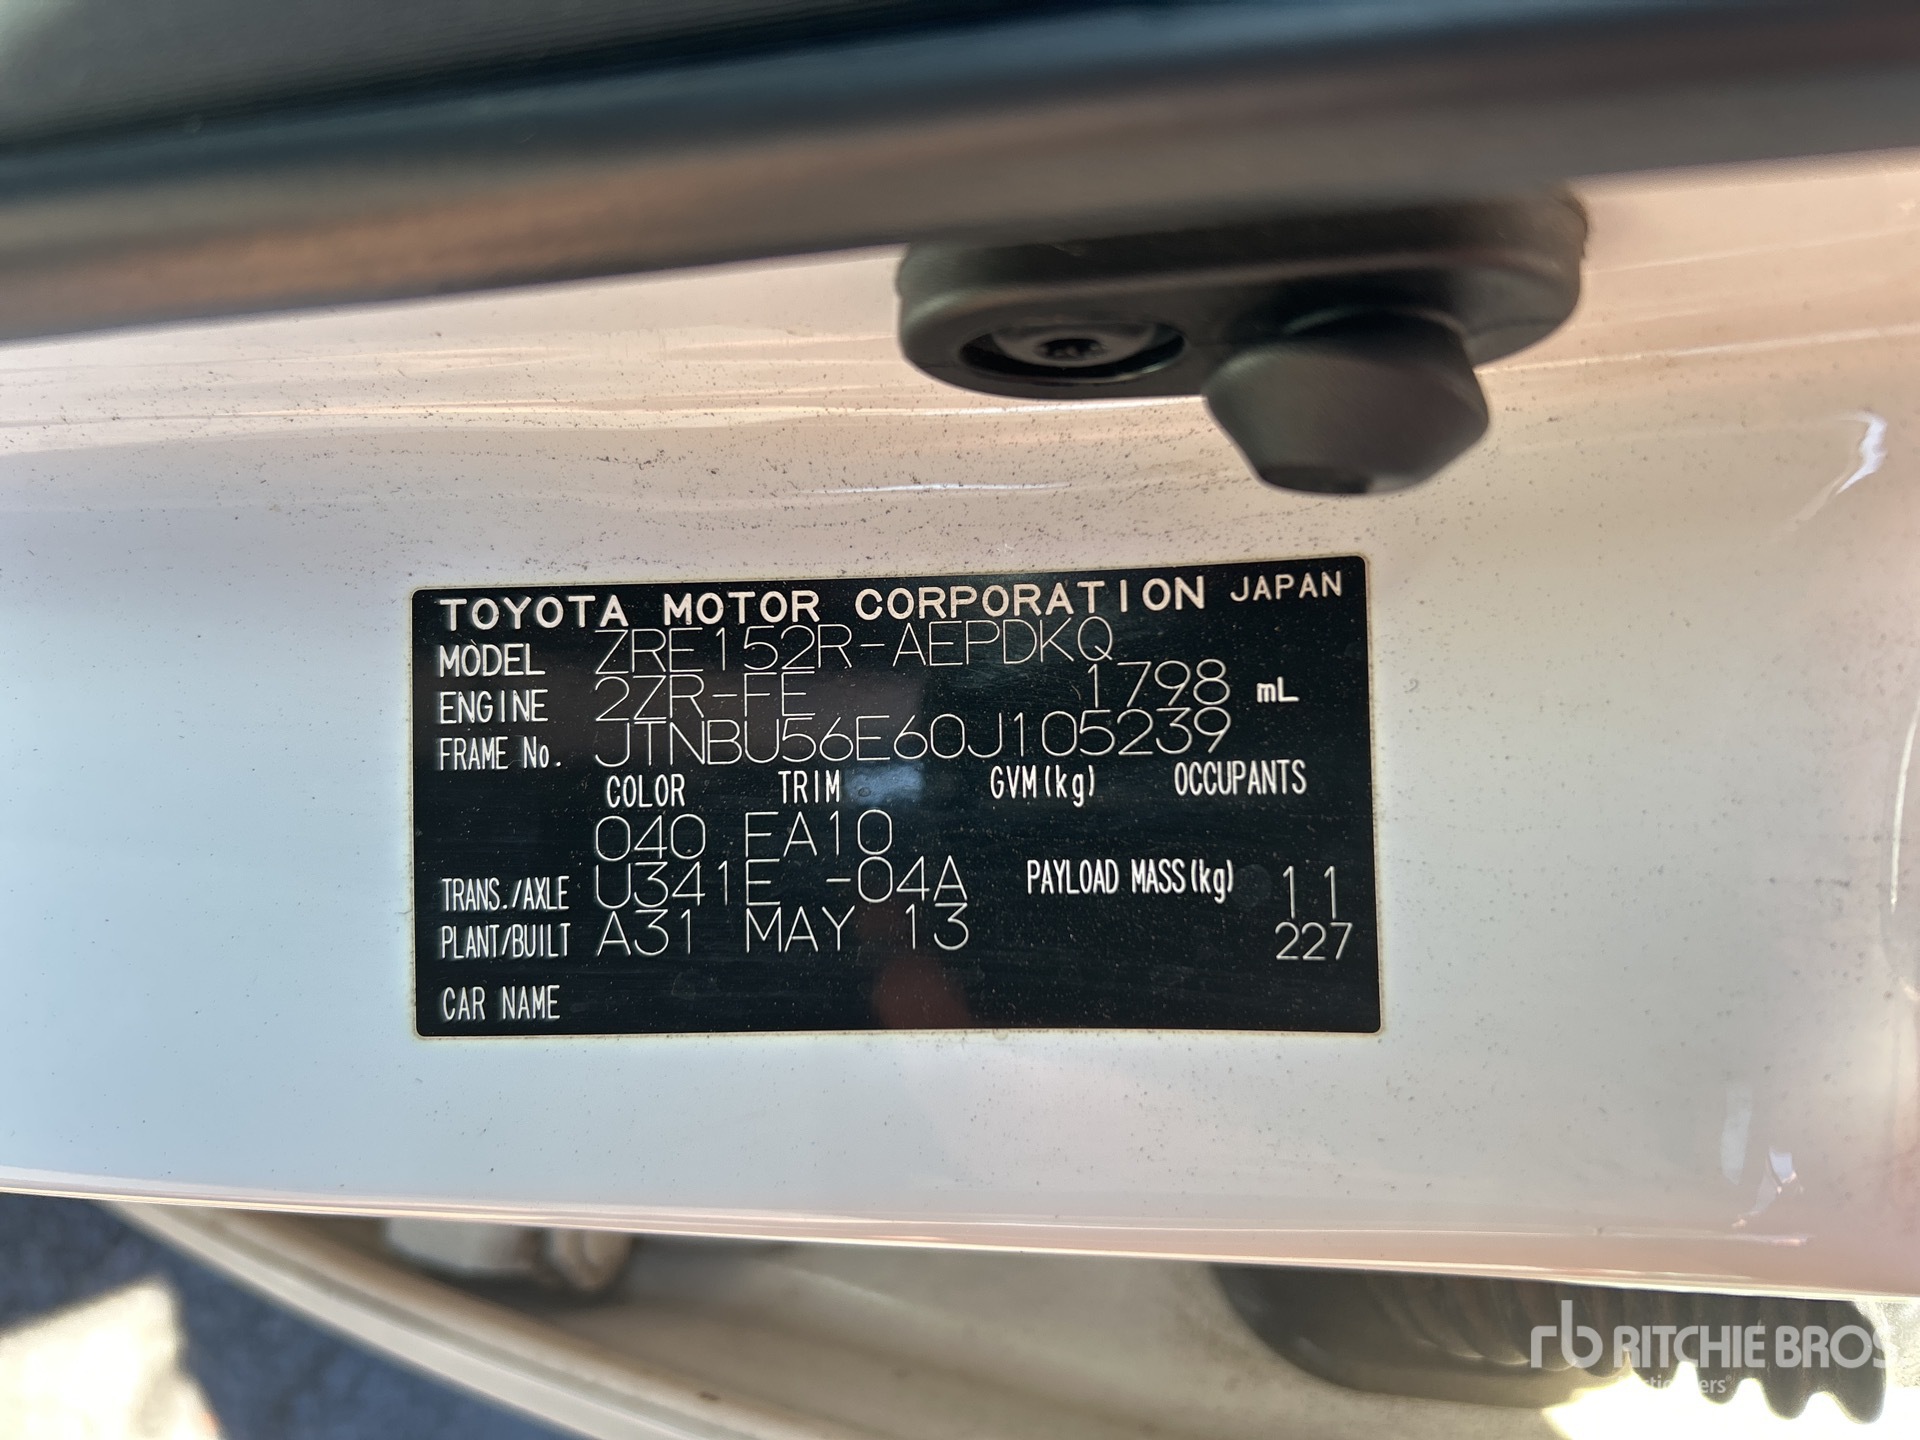 TOYOTA MOTOR CORPORATION JAPAN
MODEL ZRE152R-AEPDKQ
ENGINE 2ZR-FE 1798 mL
FRAME No. JTNBU56E60J105239
COLOR TRIM GVM(kg) OCCUPANTS
040 EA10
TRANS./AXLE U341E -04A PAYLOAD MASS(kg) 11
PLANT/BUILT A31 MAY 13 227
CAR NAME
rb RITCHIE BROS